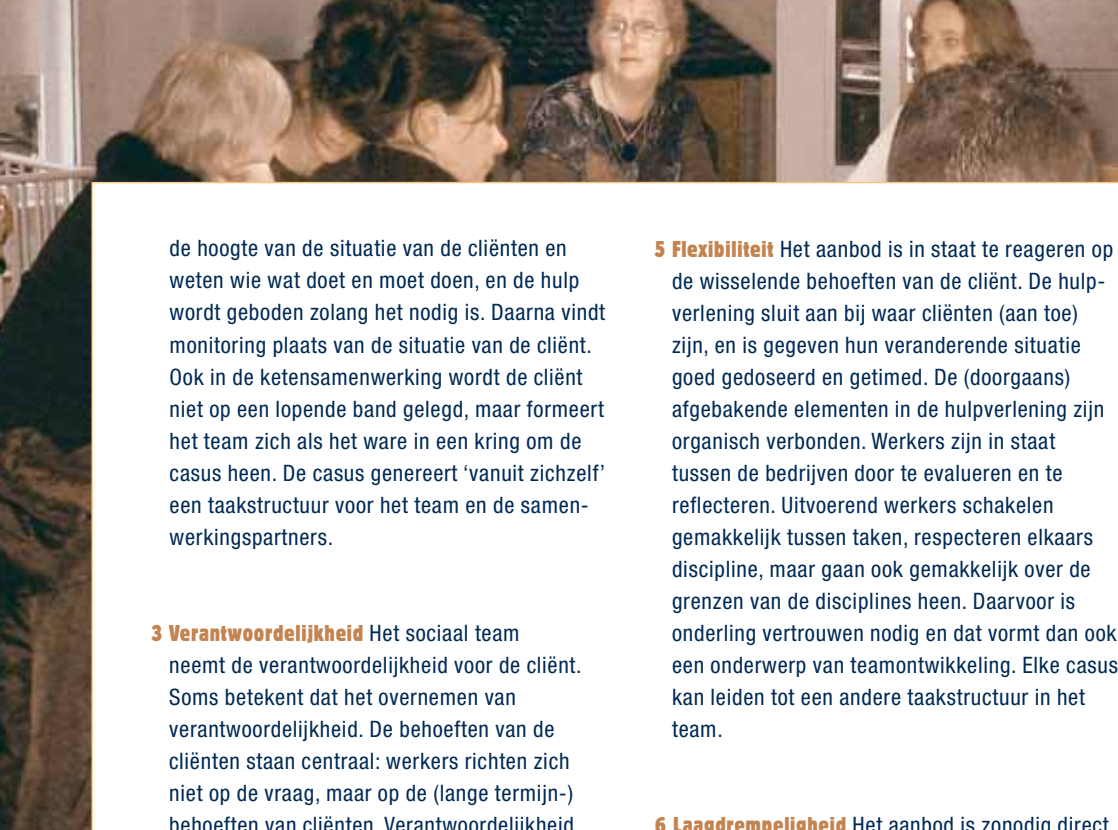 de hoogte van de situatie van de cliënten en
weten wie wat doet en moet doen, en de hulp
wordt geboden zolang het nodig is. Daarna vindt
monitoring plaats van de situatie van de cliënt.
Ook in de ketensamenwerking wordt de cliënt
niet op een lopende band gelegd, maar formeert
het team zich als het ware in een kring om de
casus heen. De casus genereert ‘vanuit zichzelf’
een taakstructuur voor het team en de samen-
werkingspartners.
3 Verantwoordelijkheid Het sociaal team
neemt de verantwoordelijkheid voor de cliënt.
Soms betekent dat het overnemen van
verantwoordelijkheid. De behoeften van de
cliënten staan centraal: werkers richten zich
niet op de vraag, maar op de (lange termijn-)
behoeften van cliënten. Verantwoordelijkheid
5 Flexibiliteit Het aanbod is in staat te reageren op
de wisselende behoeften van de cliënt. De hulp-
verlening sluit aan bij waar cliënten (aan toe)
zijn, en is gegeven hun veranderende situatie
goed gedoseerd en getimed. De (doorgaans)
afgebakende elementen in de hulpverlening zijn
organisch verbonden. Werkers zijn in staat
tussen de bedrijven door te evalueren en te
reflecteren. Uitvoerend werkers schakelen
gemakkelijk tussen taken, respecteren elkaars
discipline, maar gaan ook gemakkelijk over de
grenzen van de disciplines heen. Daarvoor is
onderling vertrouwen nodig en dat vormt dan ook
een onderwerp van teamontwikkeling. Elke casus
kan leiden tot een andere taakstructuur in het
team.
6 Laagdrempeligheid Het aanbod is zonodig direct